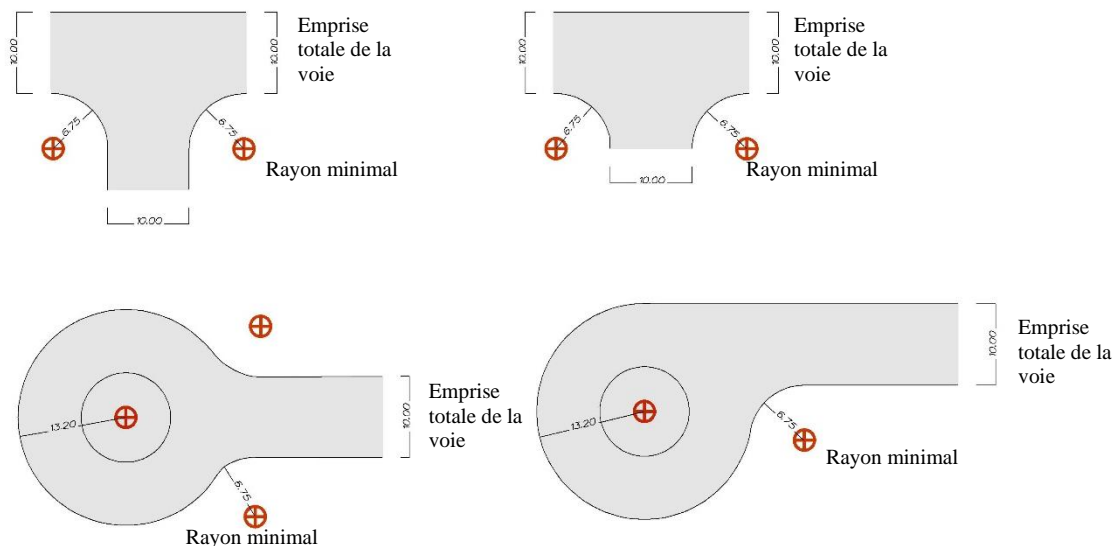 10.00
10.00
Emprise
totale de la
voie
6.75
6.75
Rayon minimal
10.00
10.00
10.00
Emprise
totale de la
voie
6.75
6.75
Rayon minimal
10.00
13.20
10.00
Emprise
totale de la
voie
6.75
Rayon minimal
13.20
10.00
Emprise
totale de la
voie
6.75
Rayon minimal